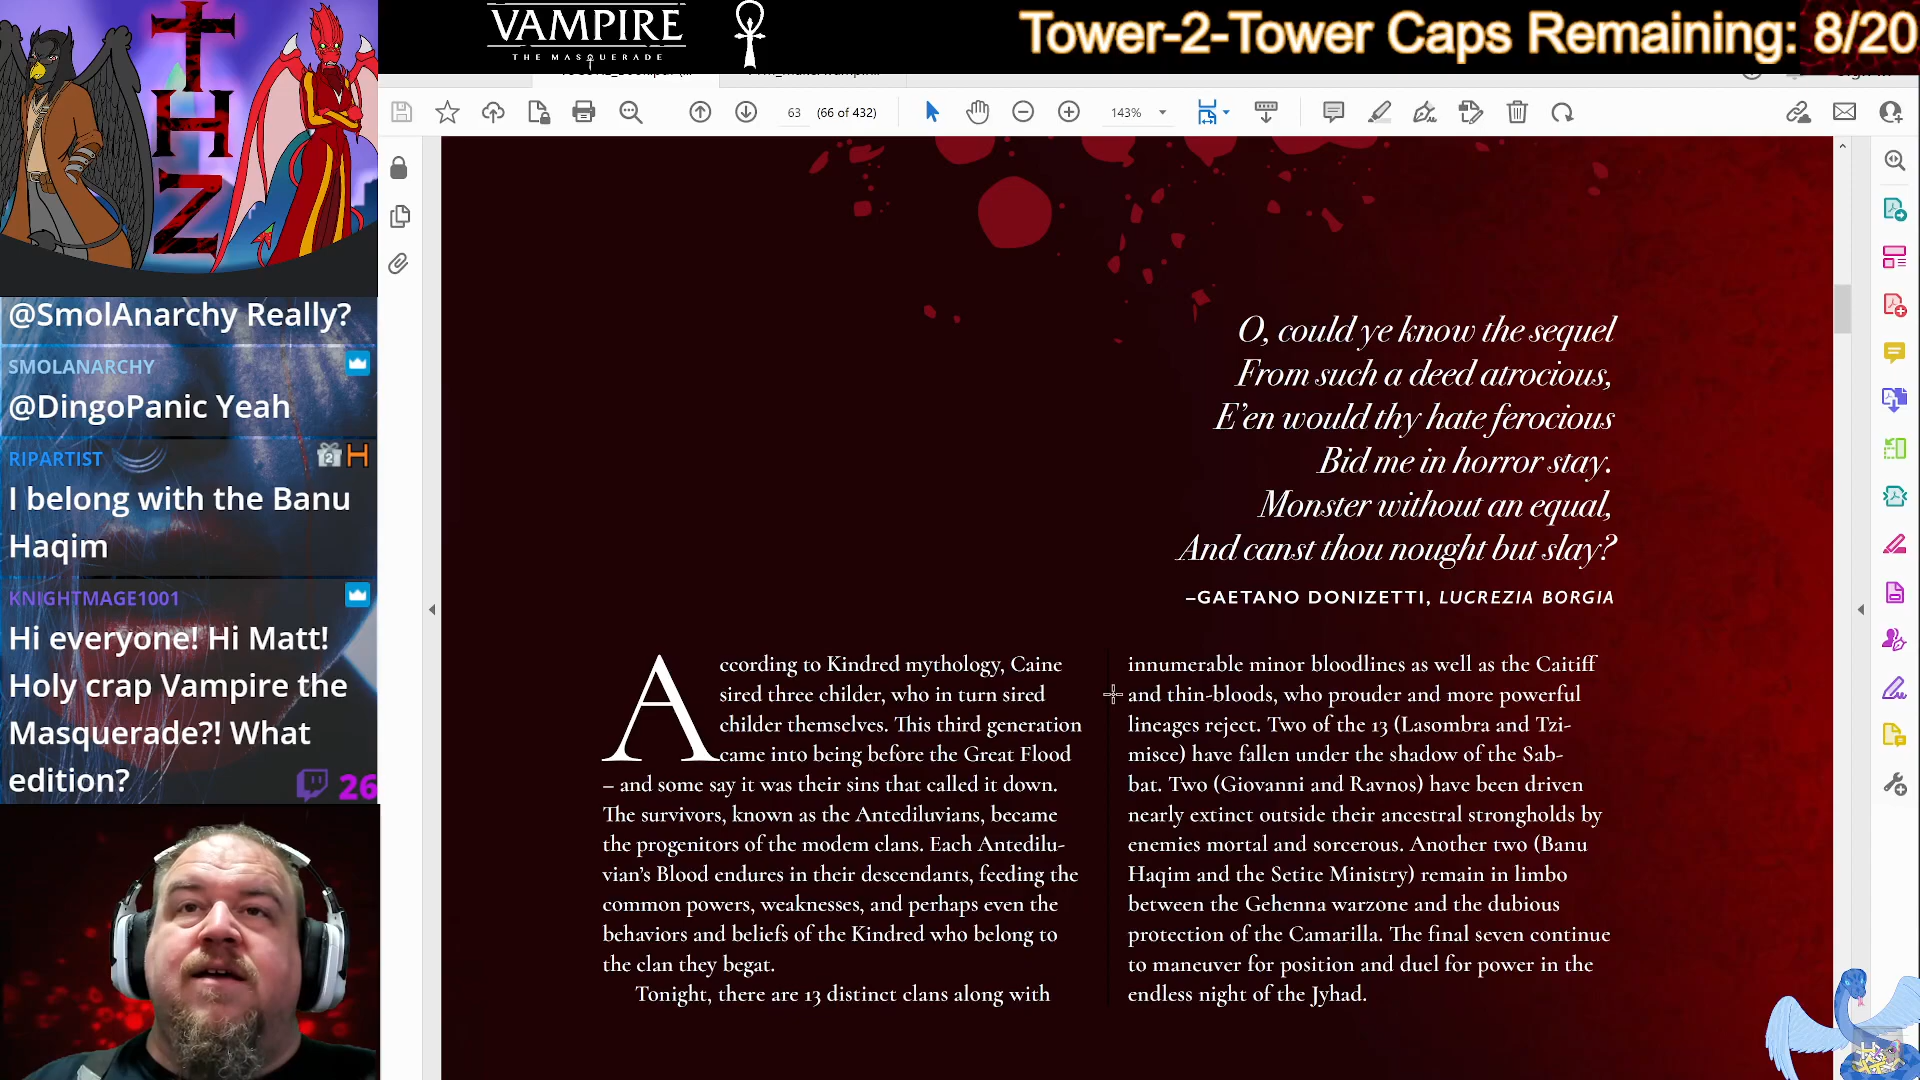 VAMPIRE
THE MASQUERADE
Tower-2-Tower Caps Remaining: 8/20
THZ
63 (66 of 432)
143%
@SmolAnarchy Really?
SMOLANARCHY
@DingoPanic Yeah
RIPARTIST
2 H
I belong with the Banu
Haqim
KNIGHTMAGE1001
Hi everyone! Hi Matt!
Holy crap Vampire the
Masquerade?! What
edition?
26
O, could ye know the sequel
From such a deed atrocious,
E'en would thy hate ferocious
Bid me in horror stay.
Monster without an equal,
And canst thou nought but slay?
–GAETANO DONIZETTI, LUCREZIA BORGIA
According to Kindred mythology, Caine
sired three childer, who in turn sired
childer themselves. This third generation
came into being before the Great Flood
– and some say it was their sins that called it down.
The survivors, known as the Antediluvians, became
the progenitors of the modem clans. Each Antedilu-
vian's Blood endures in their descendants, feeding the
common powers, weaknesses, and perhaps even the
behaviors and beliefs of the Kindred who belong to
the clan they begat.
Tonight, there are 13 distinct clans along with
innumerable minor bloodlines as well as the Caitiff
and thin-bloods, who prouder and more powerful
lineages reject. Two of the 13 (Lasombra and Tzi-
misce) have fallen under the shadow of the Sab-
bat. Two (Giovanni and Ravnos) have been driven
nearly extinct outside their ancestral strongholds by
enemies mortal and sorcerous. Another two (Banu
Haqim and the Setite Ministry) remain in limbo
between the Gehenna warzone and the dubious
protection of the Camarilla. The final seven continue
to maneuver for position and duel for power in the
endless night of the Jyhad.